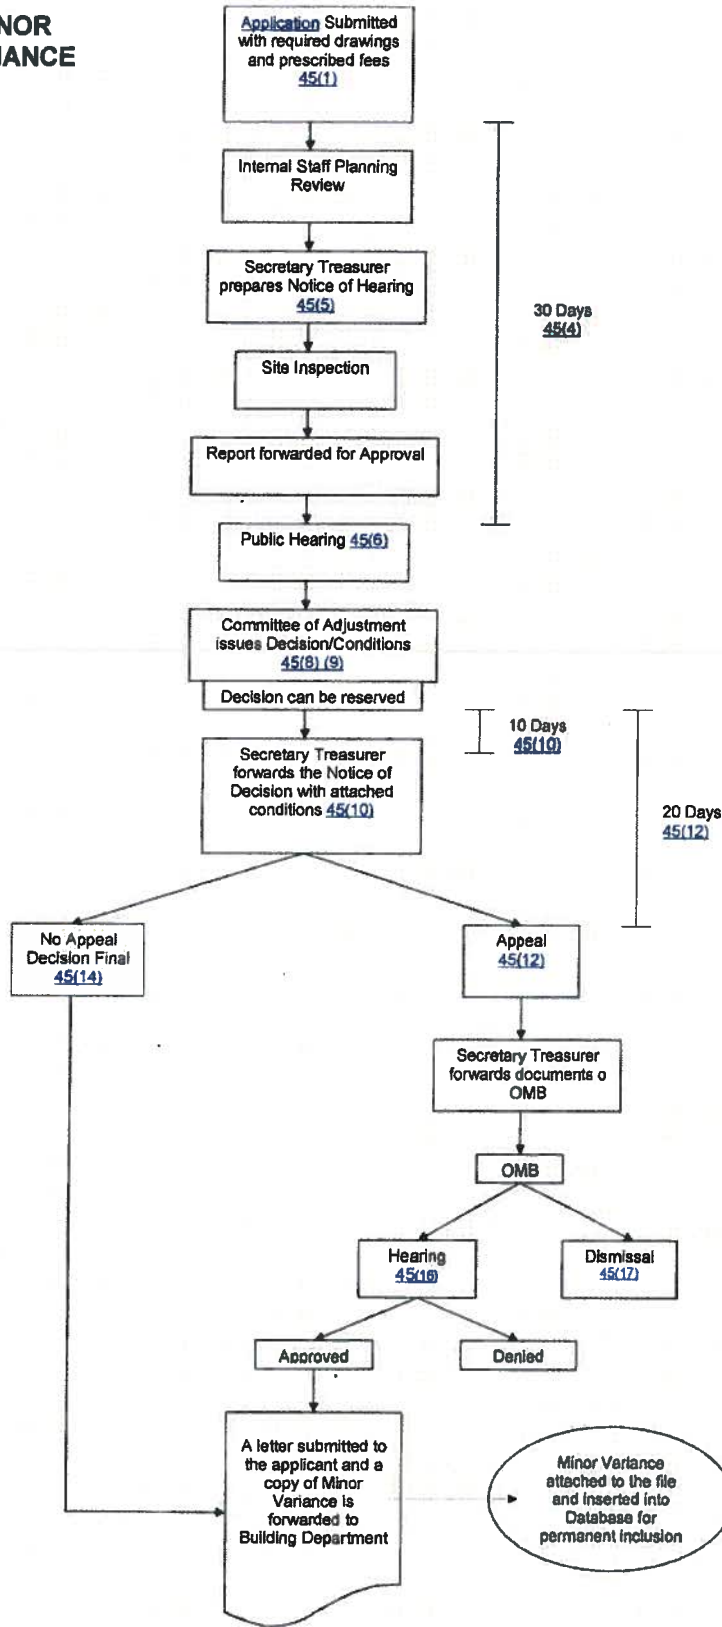 NOR
IANCE
Application Submitted
with required drawings
and prescribed fees
45(1)
Internal Staff Planning
Review
Secretary Treasurer
prepares Notice of Hearing
45(5)
30 Days
45(4)
Site Inspection
Report forwarded for Approval
Public Hearing 45(6)
Committee of Adjustment
issues Decision/Conditions
45(8) (9)
Decision can be reserved
10 Days
45(10)
Secretary Treasurer
forwards the Notice of
Decision with attached
conditions 45(10)
20 Days
45(12)
No Appeal
Decision Final
45(14)
Appeal
45(12)
Secretary Treasurer
forwards documents o
OMB
OMB
Hearing
45(16)
Dismissal
45(17)
Approved
Denied
A letter submitted to
the applicant and a
copy of Minor
Variance is
forwarded to
Building Department
Minor Variance
attached to the file
and inserted into
Database for
permanent inclusion